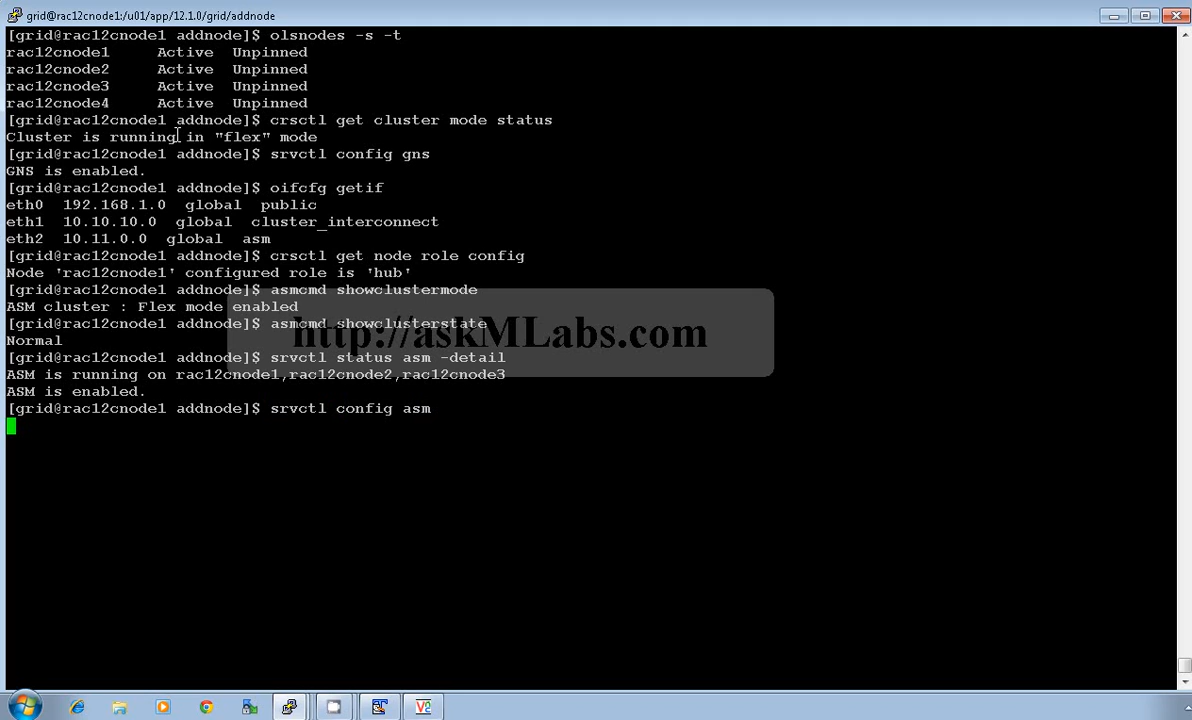 grid@rac12cnode1:/u01/app/12.1.0/grid/addnode
[grid@rac12cnode1 addnode]$ olsnodes -s -t
rac12cnode1 Active Unpinned
rac12cnode2 Active Unpinned
rac12cnode3 Active Unpinned
rac12cnode4 Active Unpinned
[grid@rac12cnode1 addnode]$ crsctl get cluster mode status
Cluster is running in "flex" mode
[grid@rac12cnode1 addnode]$ srvctl config gns
GNS is enabled.
[grid@rac12cnode1 addnode]$ oifcfg getif
eth0 192.168.1.0 global public
eth1 10.10.10.0 global cluster_interconnect
eth2 10.11.0.0 global asm
[grid@rac12cnode1 addnode]$ crsctl get node role config
Node 'rac12cnode1' configured role is 'hub'
[grid@rac12cnode1 addnode]$ asmcmd showclustermode
ASM cluster : Flex mode enabled
[grid@rac12cnode1 addnode]$ asmcmd showclusterstate
http://askMLabs.com
Normal
[grid@rac12cnode1 addnode]$ srvctl status asm -detail
ASM is running on rac12cnode1,rac12cnode2,rac12cnode3
ASM is enabled.
[grid@rac12cnode1 addnode]$ srvctl config asm